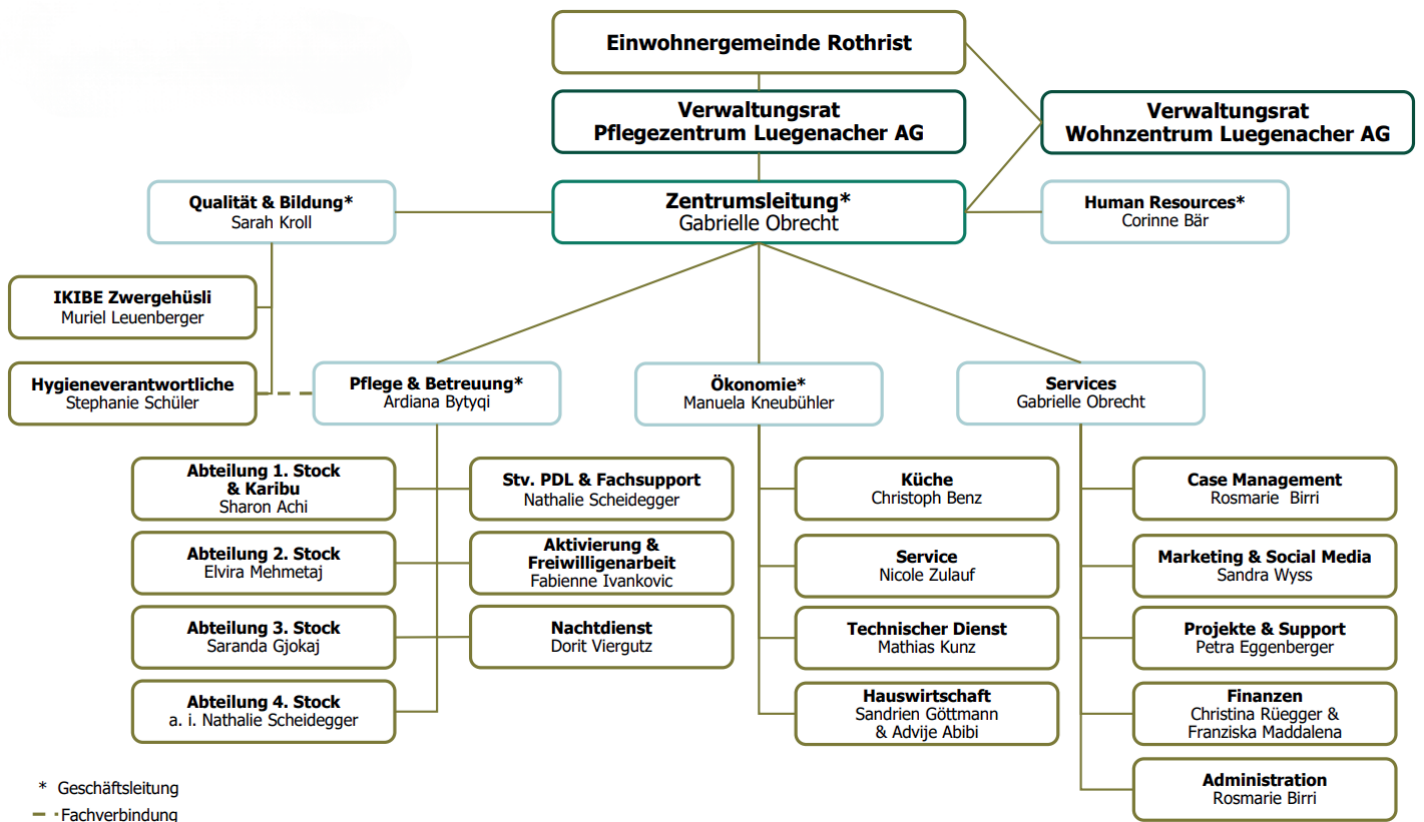 Einwohnergemeinde Rothrist
Verwaltungsrat
Pflegezentrum Luegenacher AG
Verwaltungsrat
Wohnzentrum Luegenacher AG
Qualität & Bildung*
Sarah Kroll
Zentrumsleitung*
Gabrielle Obrecht
Human Resources*
Corinne Bär
IKIBE Zwergehüsli
Muriel Leuenberger
Hygieneverantwortliche
Stephanie Schüler
Pflege & Betreuung*
Ardiana Bytyqi
Ökonomie*
Manuela Kneubühler
Services
Gabrielle Obrecht
Abteilung 1. Stock
& Karibu
Sharon Achi
Stv. PDL & Fachsupport
Nathalie Scheidegger
Küche
Christoph Benz
Case Management
Rosmarie Birri
Abteilung 2. Stock
Elvira Mehmetaj
Aktivierung &
Freiwilligenarbeit
Fabienne Ivankovic
Service
Nicole Zulauf
Marketing & Social Media
Sandra Wyss
Abteilung 3. Stock
Saranda Gjokaj
Nachtdienst
Dorit Viergutz
Technischer Dienst
Mathias Kunz
Projekte & Support
Petra Eggenberger
Abteilung 4. Stock
a. i. Nathalie Scheidegger
Hauswirtschaft
Sandrien Göttmann
& Advije Abibi
Finanzen
Christina Rüegger &
Franziska Maddalena
Administration
Rosmarie Birri
* Geschäftsleitung
Fachverbindung